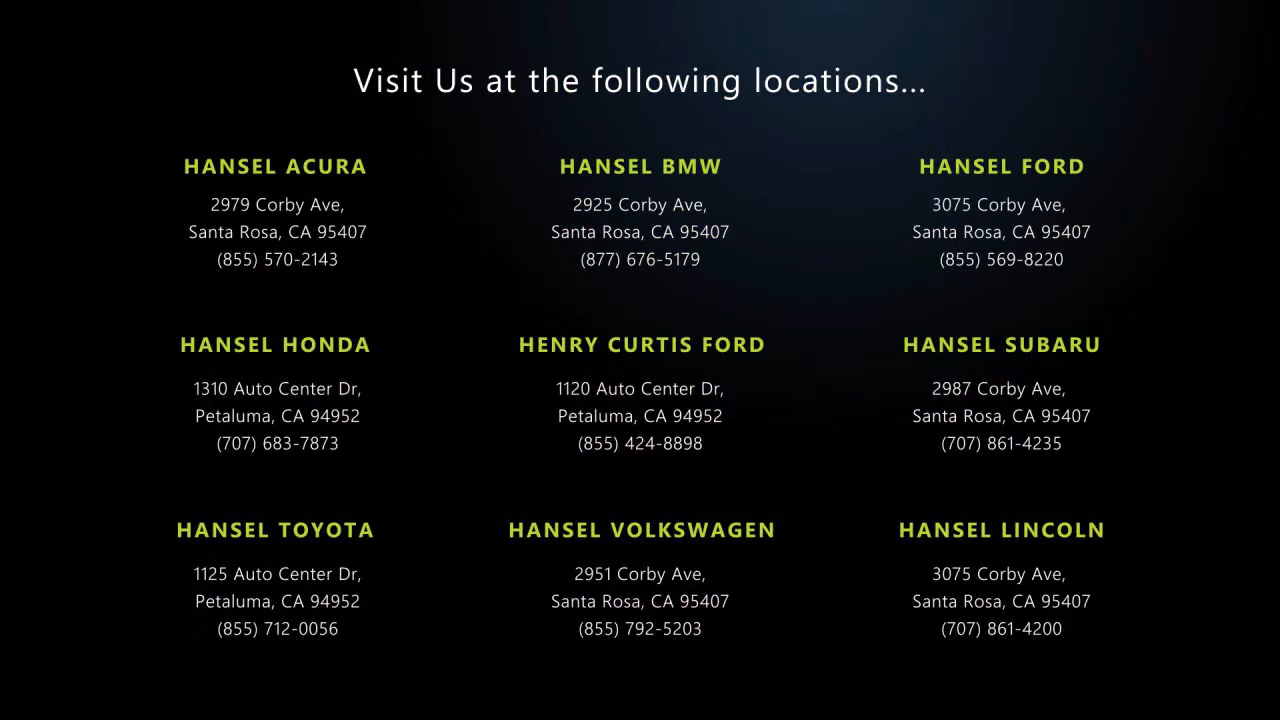 Visit Us at the following locations...
HANSEL ACURA
2979 Corby Ave,
Santa Rosa, CA 95407
(855) 570-2143
HANSEL BMW
2925 Corby Ave,
Santa Rosa, CA 95407
(877) 676-5179
HANSEL FORD
3075 Corby Ave,
Santa Rosa, CA 95407
(855) 569-8220
HANSEL HONDA
1310 Auto Center Dr,
Petaluma, CA 94952
(707) 683-7873
HENRY CURTIS FORD
1120 Auto Center Dr,
Petaluma, CA 94952
(855) 424-8898
HANSEL SUBARU
2987 Corby Ave,
Santa Rosa, CA 95407
(707) 861-4235
HANSEL TOYOTA
1125 Auto Center Dr,
Petaluma, CA 94952
(855) 712-0056
HANSEL VOLKSWAGEN
2951 Corby Ave,
Santa Rosa, CA 95407
(855) 792-5203
HANSEL LINCOLN
3075 Corby Ave,
Santa Rosa, CA 95407
(707) 861-4200